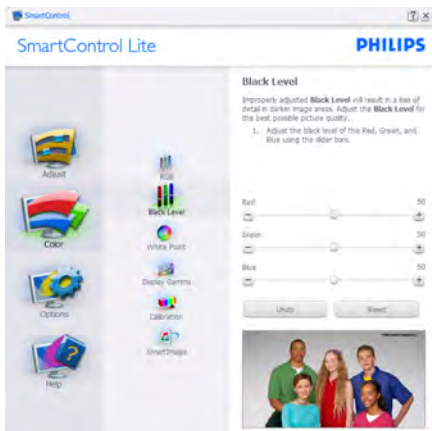 SmartControl
SmartControl Lite
PHILIPS
Adjust
Color
Options
Help
RGB
Black Level
White Point
Display Gamma
Calibration
SmartImage
Black Level
Improperly adjusted Black Level will result in a loss of
detail in darker image areas. Adjust the Black Level for
the best possible picture quality.
1. Adjust the black level of the Red, Green, and
Blue using the slider bars.
Red 50
Green 50
Blue 50
Undo Reset